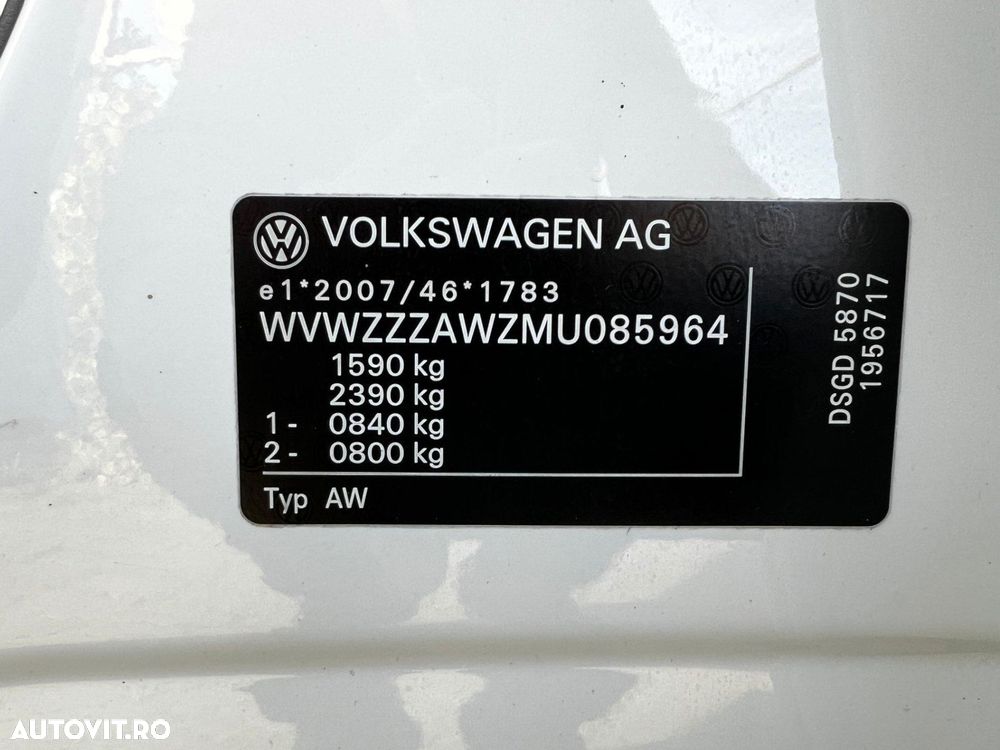 VOLKSWAGEN AG
e1*2007/46*1783
WVWZZZAWZMU085964
1590 kg
2390 kg
1 - 0840 kg
2 - 0800 kg
Typ AW
DSGD 5870
1956717
AUTOVIT.RO